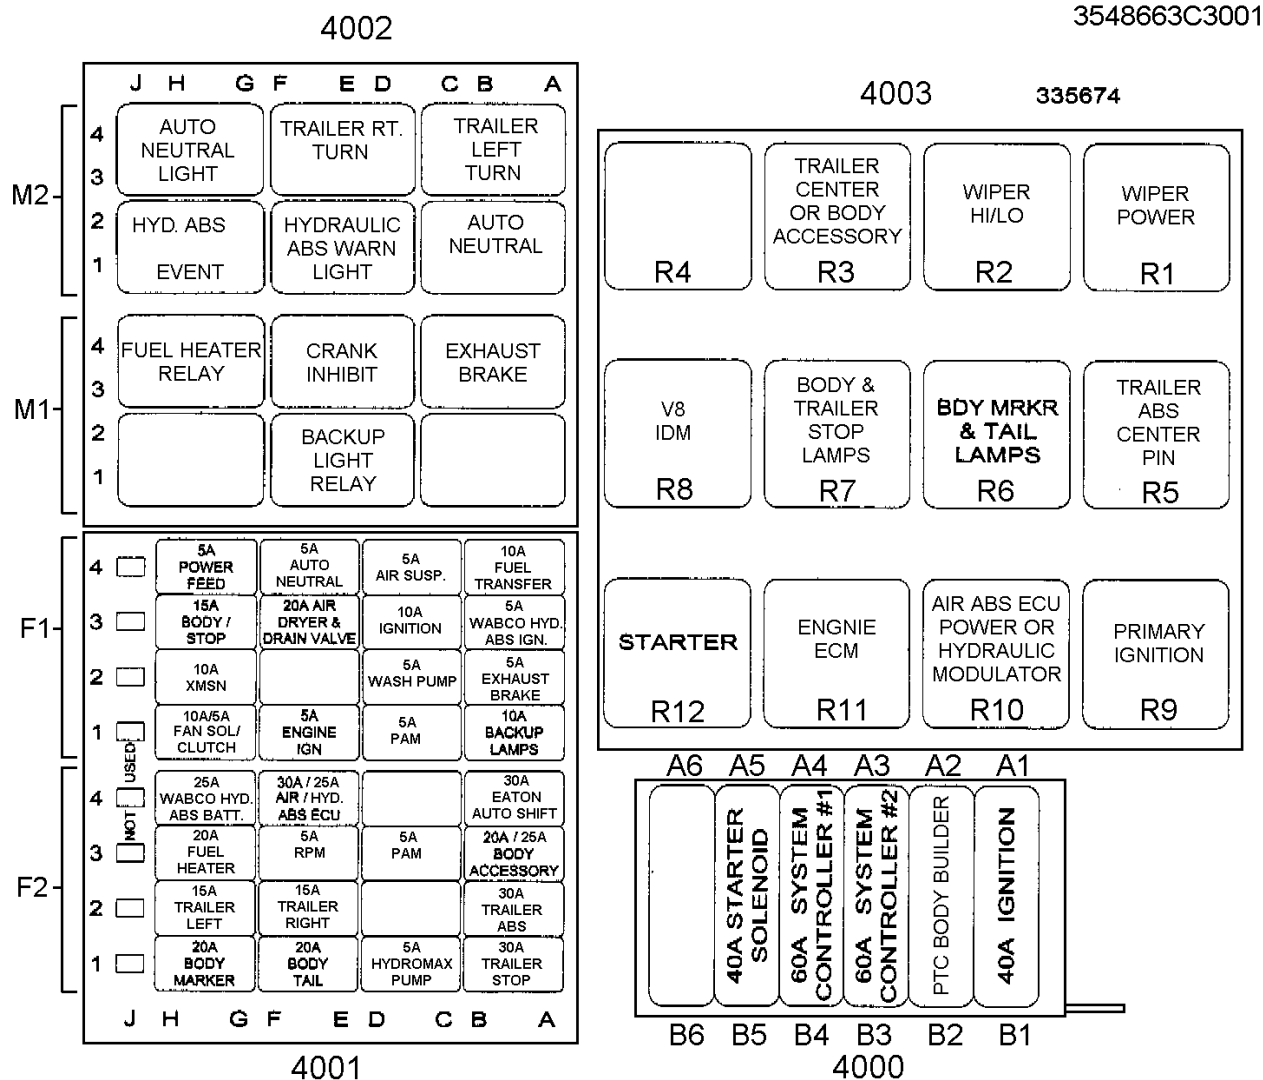 3548663C3001
4002
J H G F E D C B A
M2
4
3
2
1
AUTO
NEUTRAL
LIGHT
TRAILER RT.
TURN
TRAILER
LEFT
TURN
HYD. ABS
EVENT
HYDRAULIC
ABS WARN
LIGHT
AUTO
NEUTRAL
M1
4
3
2
1
FUEL HEATER
RELAY
CRANK
INHIBIT
EXHAUST
BRAKE
BACKUP
LIGHT
RELAY
F1
4
5A
POWER
FEED
5A
AUTO
NEUTRAL
5A
AIR SUSP.
10A
FUEL
TRANSFER
3
15A
BODY /
STOP
20A AIR
DRYER &
DRAIN VALVE
10A
IGNITION
5A
WABCO HYD.
ABS IGN.
2
10A
XMSN
5A
WASH PUMP
5A
EXHAUST
BRAKE
1
10A/5A
FAN SOL/
CLUTCH
5A
ENGINE
IGN
5A
PAM
10A
BACKUP
LAMPS
NOT USED
F2
4
25A
WABCO HYD.
ABS BATT.
30A / 25A
AIR / HYD.
ABS ECU
30A
EATON
AUTO SHIFT
3
20A
FUEL
HEATER
5A
RPM
5A
PAM
20A / 25A
BODY
ACCESSORY
2
15A
TRAILER
LEFT
15A
TRAILER
RIGHT
30A
TRAILER
ABS
1
20A
BODY
MARKER
20A
BODY
TAIL
5A
HYDROMAX
PUMP
30A
TRAILER
STOP
J H G F E D C B A
4001
4003 335674
R4
TRAILER
CENTER
OR BODY
ACCESSORY
R3
WIPER
HI/LO
R2
WIPER
POWER
R1
V8
IDM
R8
BODY &
TRAILER
STOP
LAMPS
R7
BDY MRKR
& TAIL
LAMPS
R6
TRAILER
ABS
CENTER
PIN
R5
STARTER
R12
ENGNIE
ECM
R11
AIR ABS ECU
POWER OR
HYDRAULIC
MODULATOR
R10
PRIMARY
IGNITION
R9
A6 A5 A4 A3 A2 A1
40A STARTER
SOLENOID
60A SYSTEM
CONTROLLER #1
60A SYSTEM
CONTROLLER #2
PTC BODY BUILDER
40A IGNITION
B6 B5 B4 B3 B2 B1
4000